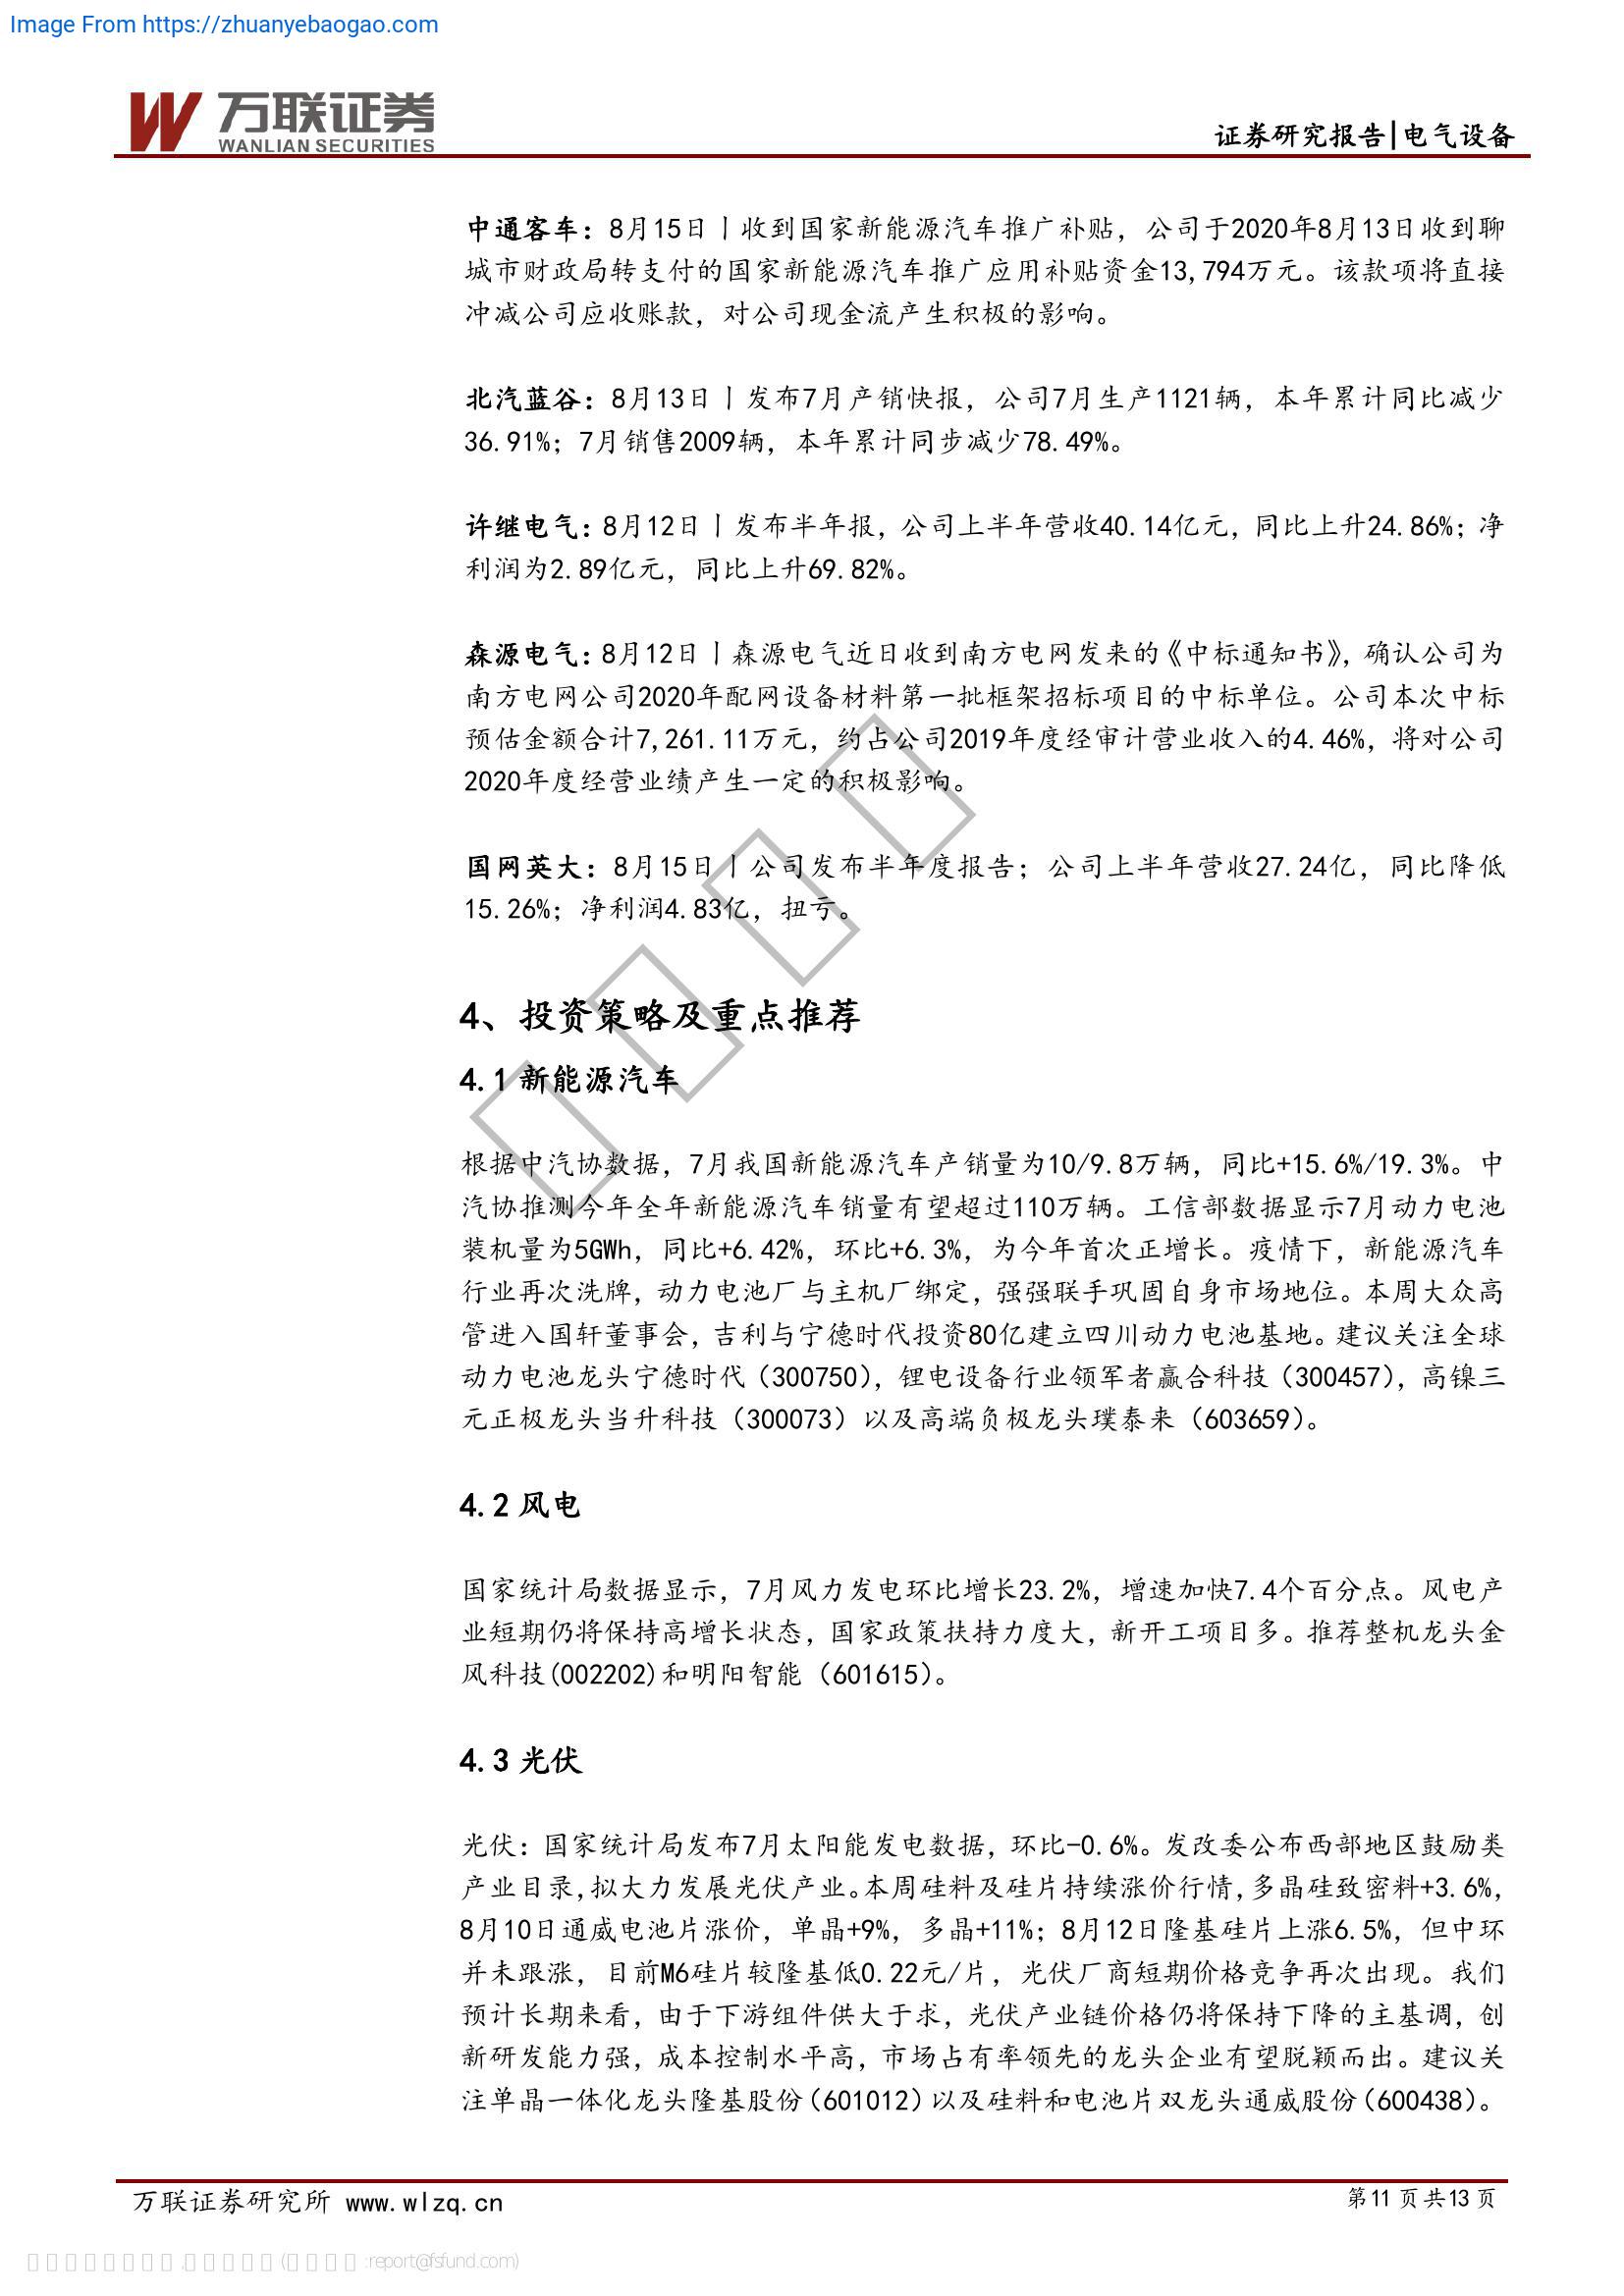 Image From https://zhuanyebaogao.com
万联证券
WANLIAN SECURITIES
证券研究报告|电气设备
中通客车：8月15日丨收到国家新能源汽车推广补贴，公司于2020年8月13日收到聊
城市财政局转支付的国家新能源汽车推广应用补贴资金13,794万元。该款项将直接
冲减公司应收账款，对公司现金流产生积极的影响。
北汽蓝谷：8月13日丨发布7月产销快报，公司7月生产1121辆，本年累计同比减少
36.91%；7月销售2009辆，本年累计同步减少78.49%。
许继电气：8月12日丨发布半年报，公司上半年营收40.14亿元，同比上升24.86%；净
利润为2.89亿元，同比上升69.82%。
森源电气：8月12日丨森源电气近日收到南方电网发来的《中标通知书》，确认公司为
南方电网公司2020年配网设备材料第一批框架招标项目的中标单位。公司本次中标
预估金额合计7,261.11万元，约占公司2019年度经审计营业收入的4.46%，将对公司
2020年度经营业绩产生一定的积极影响。
国网英大：8月15日丨公司发布半年度报告；公司上半年营收27.24亿，同比降低
15.26%；净利润4.83亿，扭亏。
4、投资策略及重点推荐
4.1 新能源汽车
根据中汽协数据，7月我国新能源汽车产销量为10/9.8万辆，同比+15.6%/19.3%。中
汽协推测今年全年新能源汽车销量有望超过110万辆。工信部数据显示7月动力电池
装机量为5GWh，同比+6.42%，环比+6.3%，为今年首次正增长。疫情下，新能源汽车
行业再次洗牌，动力电池厂与主机厂绑定，强强联手巩固自身市场地位。本周大众高
管进入国轩董事会，吉利与宁德时代投资80亿建立四川动力电池基地。建议关注全球
动力电池龙头宁德时代（300750），锂电设备行业领军者赢合科技（300457），高镍三
元正极龙头当升科技（300073）以及高端负极龙头璞泰来（603659）。
4.2 风电
国家统计局数据显示，7月风力发电环比增长23.2%，增速加快7.4个百分点。风电产
业短期仍将保持高增长状态，国家政策扶持力度大，新开工项目多。推荐整机龙头金
风科技(002202)和明阳智能（601615）。
4.3 光伏
光伏：国家统计局发布7月太阳能发电数据，环比-0.6%。发改委公布西部地区鼓励类
产业目录，拟大力发展光伏产业。本周硅料及硅片持续涨价行情，多晶硅致密料+3.6%，
8月10日通威电池片涨价，单晶+9%，多晶+11%；8月12日隆基硅片上涨6.5%，但中环
并未跟涨，目前M6硅片较隆基低0.22元/片，光伏厂商短期价格竞争再次出现。我们
预计长期来看，由于下游组件供大于求，光伏产业链价格仍将保持下降的主基调，创
新研发能力强，成本控制水平高，市场占有率领先的龙头企业有望脱颖而出。建议关
注单晶一体化龙头隆基股份（601012）以及硅料和电池片双龙头通威股份（600438）。
万联证券研究所 www.wlzq.cn
第11 页 共13 页
:report@fsfund.com)